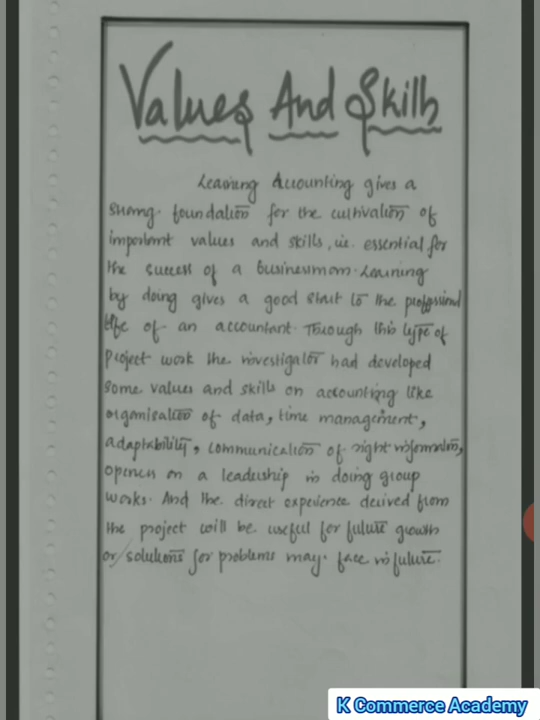 Values And Skills
Learning Accounting gives a
strong foundation for the cultivation of
important values and skills, i.e. essential for
the success of a businessman. Learning
by doing gives a good start to the professional
life of an accountant. Through this type of
project work the investigator had developed
some values and skills on accounting like
organisation of data, time management,
adaptability, communication of right information,
on a leadership in doing group
works. And the direct experience derived from
the project will be useful for future growth
or solutions for problems may face in future.
K Commerce Academy